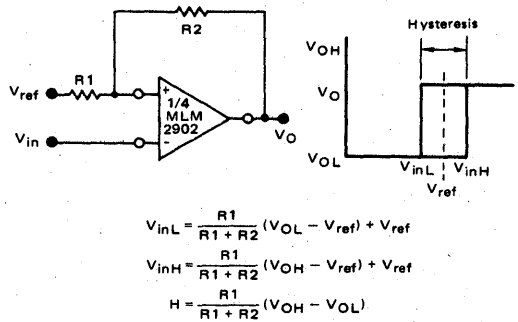 R2
Hysteresis
R1
Vref
+
1/4
MLM
2902
-
Vin
VO
VOH
VO
VOL
VinL
VinH
Vref
VinL = R1 / (R1 + R2) (VOL – Vref) + Vref
VinH = R1 / (R1 + R2) (VOH – Vref) + Vref
H = R1 / (R1 + R2) (VOH – VOL)